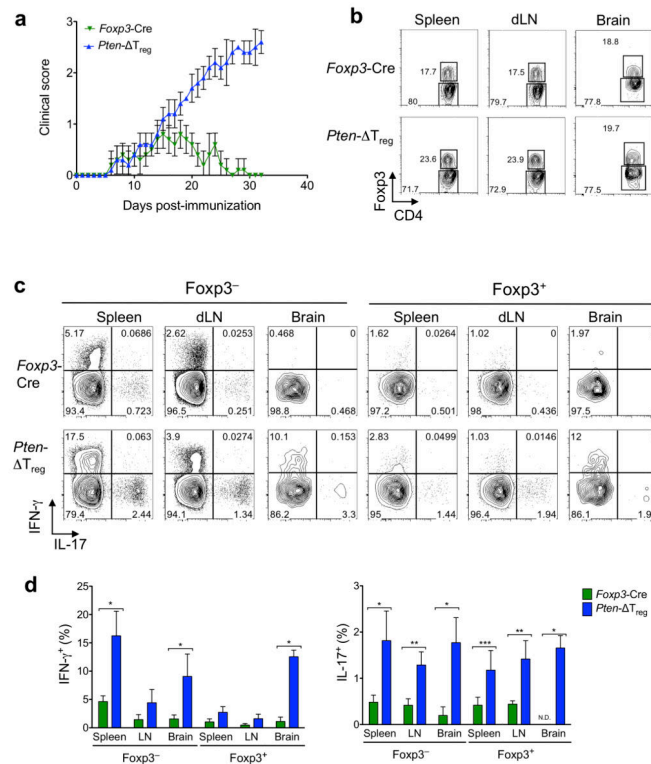 a
Foxp3-Cre
Pten-ΔTreg
Clinical score
3
2
1
0
0 10 20 30 40
Days post-immunization
b
Spleen dLN Brain
Foxp3-Cre
17.7 17.5 18.8
80 79.7 77.8
Pten-ΔTreg
23.6 23.9 19.7
71.7 72.9 77.5
Foxp3
CD4
c
Foxp3– Foxp3+
Spleen dLN Brain Spleen dLN Brain
Foxp3-
Cre
5.17 0.0686 2.62 0.0253 0.468 0 1.62 0.0264 1.02 0 1.97
93.4 0.723 96.5 0.251 98.8 0.468 97.2 0.501 98 0.436 97.5
Pten-
ΔTreg
17.5 0.063 3.9 0.0274 10.1 0.153 2.83 0.0499 1.03 0.0146 12
79.4 2.44 94.1 1.34 86.2 3.3 95 1.44 96.4 1.94 86.1
IFN-γ
IL-17
d
IFN-γ+ (%)
25
20
15
10
5
0
* * *
Spleen LN Brain Spleen LN Brain
Foxp3– Foxp3+
IL-17+ (%)
3
2
1
0
* ** * *** ** *
N.D.
Spleen LN Brain Spleen LN Brain
Foxp3– Foxp3+
Foxp3-Cre
Pten-ΔTreg